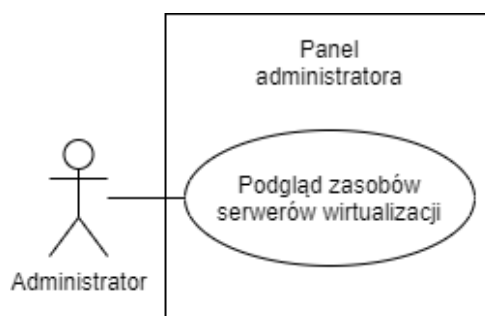 Panel
administratora
Podgląd zasobów
serwerów wirtualizacji
Administrator